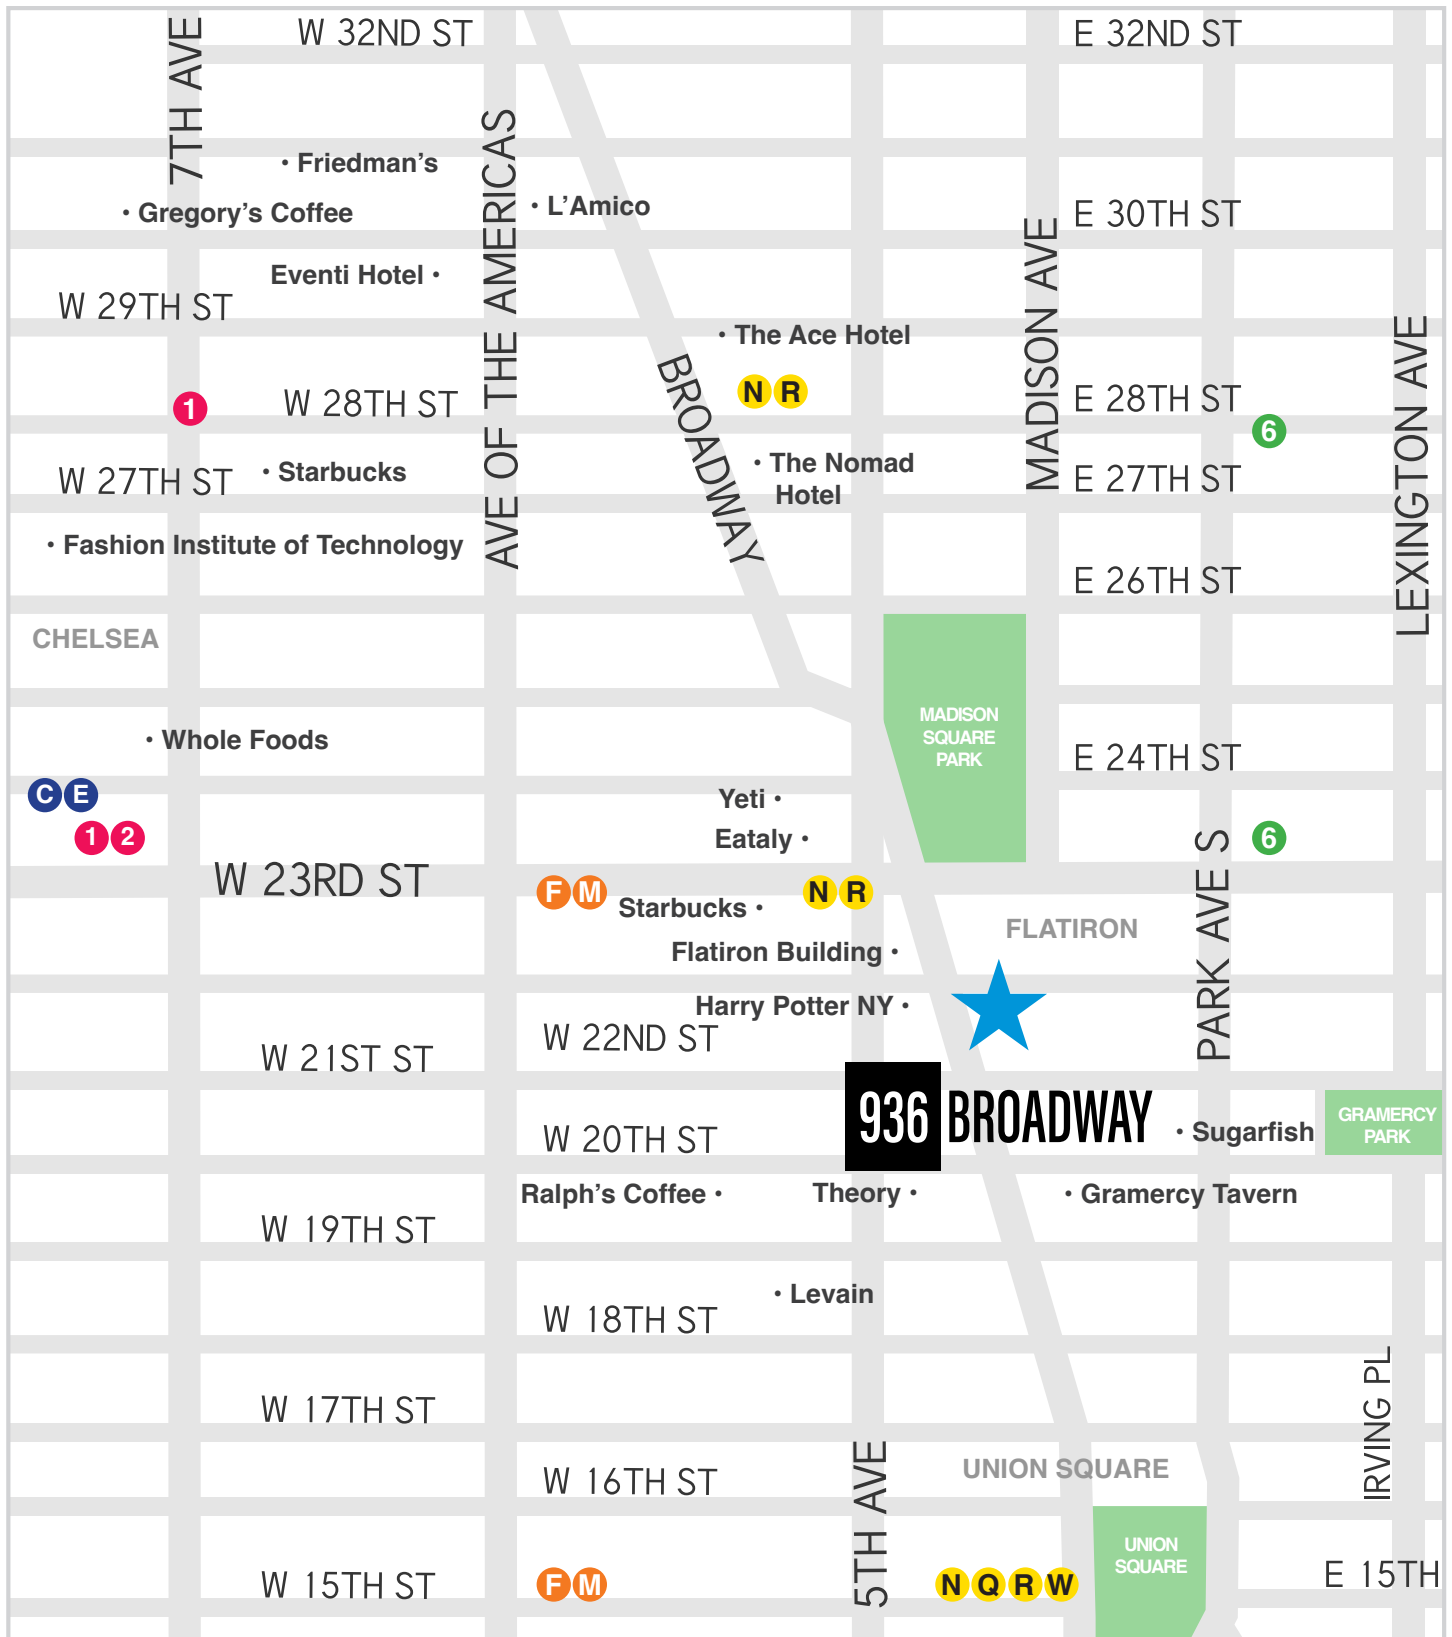 W 32ND ST
E 32ND ST
7TH AVE
AVE OF THE AMERICAS
• Friedman's
• Gregory's Coffee
• L'Amico
E 30TH ST
MADISON AVE
Eventi Hotel •
W 29TH ST
• The Ace Hotel
LEXINGTON AVE
BROADWAY
N R
1
W 28TH ST
E 28TH ST
6
• The Nomad
Hotel
W 27TH ST
• Starbucks
E 27TH ST
• Fashion Institute of Technology
E 26TH ST
CHELSEA
MADISON
SQUARE
PARK
• Whole Foods
E 24TH ST
C E
1 2
Yeti •
Eataly •
6
PARK AVE S
W 23RD ST
F M
N R
Starbucks •
FLATIRON
Flatiron Building •
Harry Potter NY •
W 22ND ST
W 21ST ST
936 BROADWAY
W 20TH ST
• Sugarfish
GRAMERCY
PARK
Ralph's Coffee •
Theory •
• Gramercy Tavern
W 19TH ST
• Levain
W 18TH ST
IRVING PL
W 17TH ST
5TH AVE
UNION SQUARE
W 16TH ST
UNION
SQUARE
W 15TH ST
F M
N Q R W
E 15TH